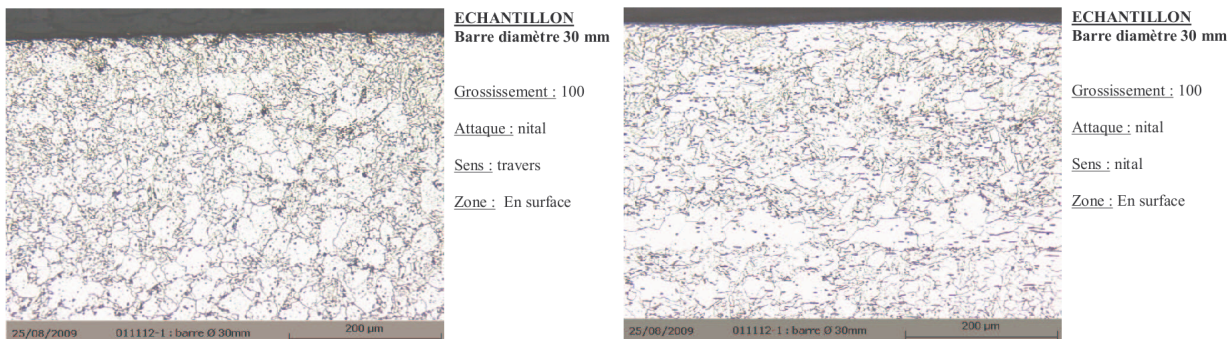 ECHANTILLON
Barre diamètre 30 mm
Grossissement : 100
Attaque : nital
Sens : travers
Zone : En surface
25/08/2009 011112-1 : barre Ø 30mm 200 µm
ECHANTILLON
Barre diamètre 30 mm
Grossissement : 100
Attaque : nital
Sens : nital
Zone : En surface
25/08/2009 011112-1 : barre Ø 30mm 200 µm